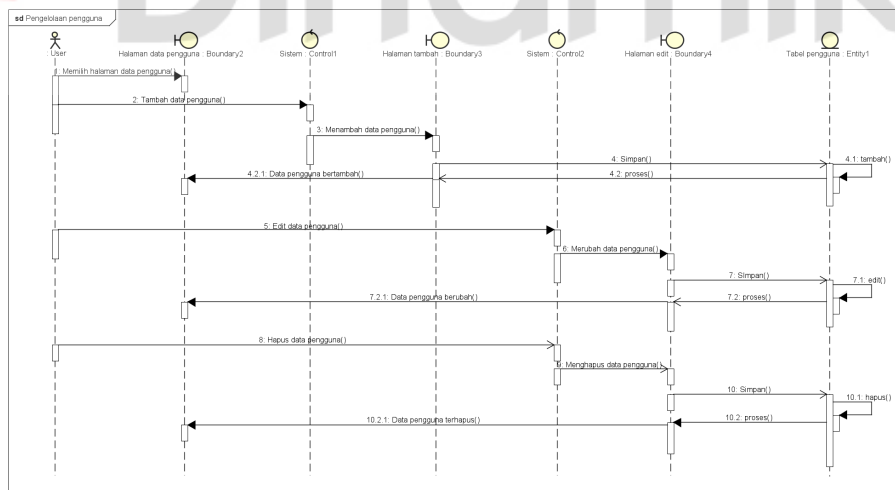 Dinamik
sd Pengelolaan pengguna
: User
Halaman data pengguna : Boundary2
Sistem : Control1
Halaman tambah : Boundary3
Sistem : Control2
Halaman edit : Boundary4
Tabel pengguna : Entity1
1: Memilih halaman data pengguna()
2: Tambah data pengguna()
3: Menambah data pengguna()
4: Simpan()
4.1: tambah()
4.2: proses()
4.2.1: Data pengguna bertambah()
5: Edit data pengguna()
6: Merubah data pengguna()
7: SImpan()
7.1: edit()
7.2: proses()
7.2.1: Data pengguna berubah()
8: Hapus data pengguna()
9: Menghapus data pengguna()
10: Simpan()
10.1: hapus()
10.2: proses()
10.2.1: Data pengguna terhapus()